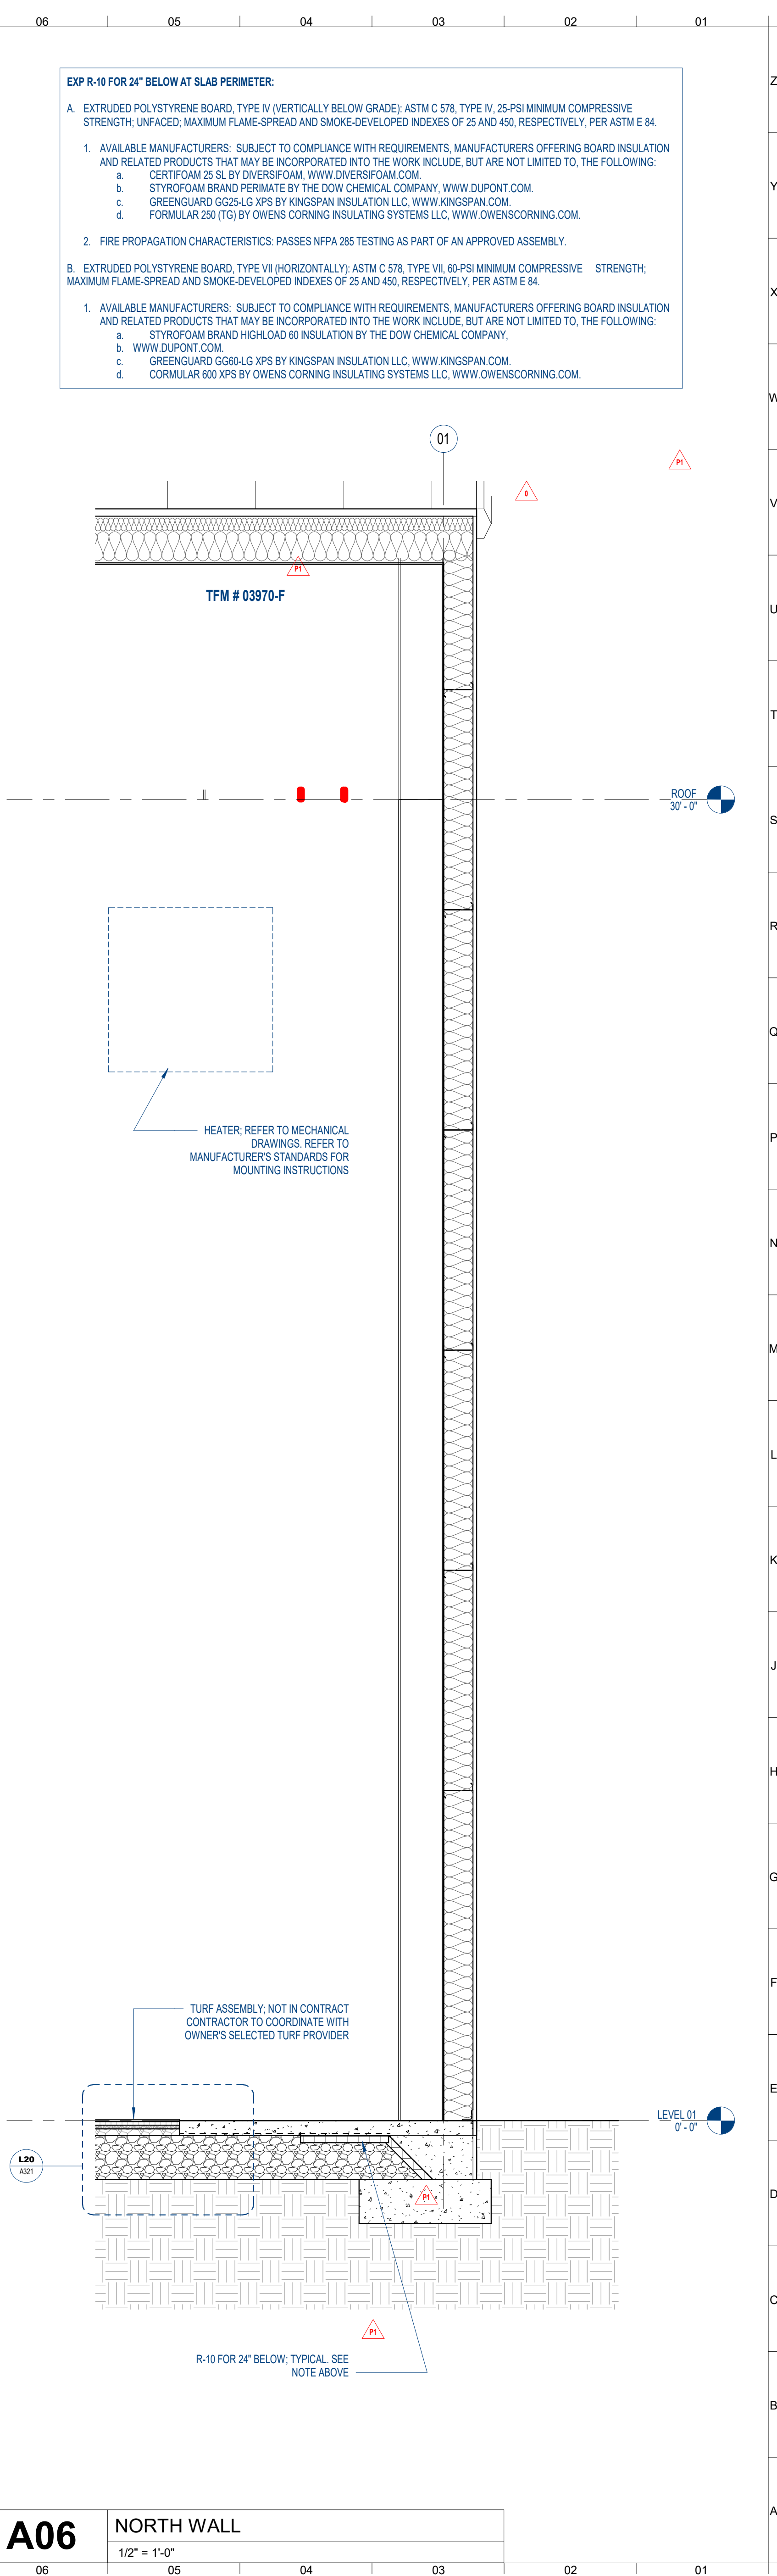 06 05 04 03 02 01
EXP R-10 FOR 24" BELOW AT SLAB PERIMETER:
A. EXTRUDED POLYSTYRENE BOARD, TYPE IV (VERTICALLY BELOW GRADE): ASTM C 578, TYPE IV, 25-PSI MINIMUM COMPRESSIVE
STRENGTH; UNFACED; MAXIMUM FLAME-SPREAD AND SMOKE-DEVELOPED INDEXES OF 25 AND 450, RESPECTIVELY, PER ASTM E 84.
1. AVAILABLE MANUFACTURERS: SUBJECT TO COMPLIANCE WITH REQUIREMENTS, MANUFACTURERS OFFERING BOARD INSULATION
AND RELATED PRODUCTS THAT MAY BE INCORPORATED INTO THE WORK INCLUDE, BUT ARE NOT LIMITED TO, THE FOLLOWING:
a. CERTIFOAM 25 SL BY DIVERSIFOAM, WWW.DIVERSIFOAM.COM.
b. STYROFOAM BRAND PERIMATE BY THE DOW CHEMICAL COMPANY, WWW.DUPONT.COM.
c. GREENGUARD GG25-LG XPS BY KINGSPAN INSULATION LLC, WWW.KINGSPAN.COM.
d. FORMULAR 250 (TG) BY OWENS CORNING INSULATING SYSTEMS LLC, WWW.OWENSCORNING.COM.
2. FIRE PROPAGATION CHARACTERISTICS: PASSES NFPA 285 TESTING AS PART OF AN APPROVED ASSEMBLY.
B. EXTRUDED POLYSTYRENE BOARD, TYPE VII (HORIZONTALLY): ASTM C 578, TYPE VII, 60-PSI MINIMUM COMPRESSIVE STRENGTH;
MAXIMUM FLAME-SPREAD AND SMOKE-DEVELOPED INDEXES OF 25 AND 450, RESPECTIVELY, PER ASTM E 84.
1. AVAILABLE MANUFACTURERS: SUBJECT TO COMPLIANCE WITH REQUIREMENTS, MANUFACTURERS OFFERING BOARD INSULATION
AND RELATED PRODUCTS THAT MAY BE INCORPORATED INTO THE WORK INCLUDE, BUT ARE NOT LIMITED TO, THE FOLLOWING:
a. STYROFOAM BRAND HIGHLOAD 60 INSULATION BY THE DOW CHEMICAL COMPANY,
b. WWW.DUPONT.COM.
c. GREENGUARD GG60-LG XPS BY KINGSPAN INSULATION LLC, WWW.KINGSPAN.COM.
d. CORMULAR 600 XPS BY OWENS CORNING INSULATING SYSTEMS LLC, WWW.OWENSCORNING.COM.
Z
Y
X
W
01
P1
0
V
P1
TFM # 03970-F
U
T
ROOF
30' - 0"
S
R
Q
HEATER; REFER TO MECHANICAL
DRAWINGS. REFER TO
MANUFACTURER'S STANDARDS FOR
MOUNTING INSTRUCTIONS
P
N
M
L
K
J
H
G
F
TURF ASSEMBLY; NOT IN CONTRACT
CONTRACTOR TO COORDINATE WITH
OWNER'S SELECTED TURF PROVIDER
E
LEVEL 01
0' - 0"
L20
A321
D
P1
C
P1
R-10 FOR 24" BELOW; TYPICAL. SEE
NOTE ABOVE
B
A
A06
NORTH WALL
1/2" = 1'-0"
06 05 04 03 02 01